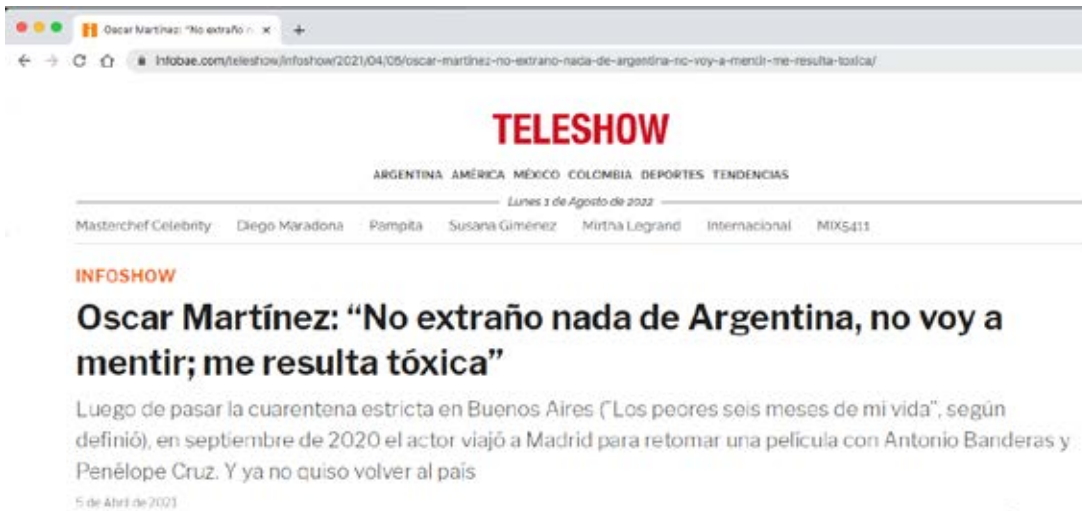 Oscar Martínez: "No extraño n
infobae.com/teleshow/infoshow/2021/04/05/oscar-martinez-no-extrano-nada-de-argentina-no-voy-a-mentir-me-resulta-toxica/
TELESHOW
ARGENTINA AMÉRICA MÉXICO COLOMBIA DEPORTES TENDENCIAS
Lunes 1 de Agosto de 2022
Masterchef Celebrity Diego Maradona Pampita Susana Gimenez Mirtha Legrand Internacional MIX5411
INFOSHOW
Oscar Martínez: “No extraño nada de Argentina, no voy a
mentir; me resulta tóxica”
Luego de pasar la cuarentena estricta en Buenos Aires (“Los peores seis meses de mi vida”, según
definió), en septiembre de 2020 el actor viajó a Madrid para retomar una película con Antonio Banderas y
Penélope Cruz. Y ya no quiso volver al país
5 de Abril de 2021